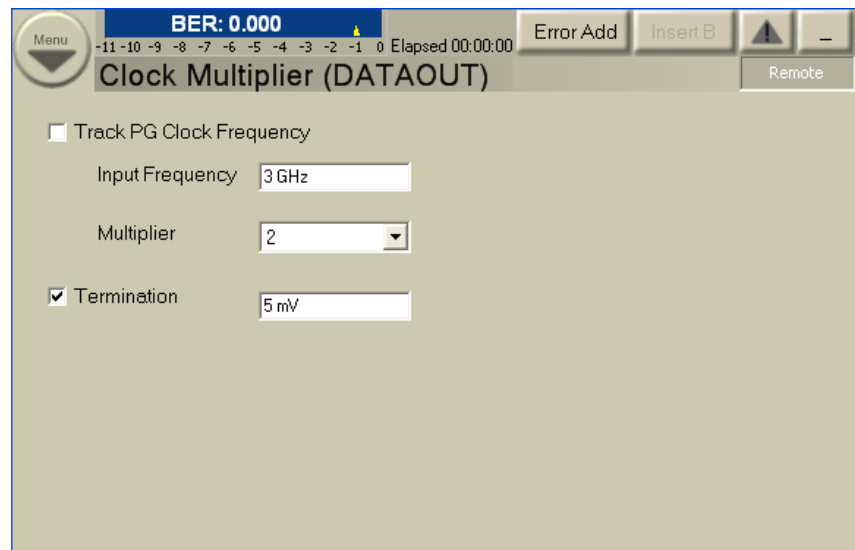 Menu
BER: 0.000
-11 -10 -9 -8 -7 -6 -5 -4 -3 -2 -1 0 Elapsed 00:00:00
Error Add
Insert B
Remote
Clock Multiplier (DATAOUT)
Track PG Clock Frequency
Input Frequency 3 GHz
Multiplier 2
Termination 5 mV